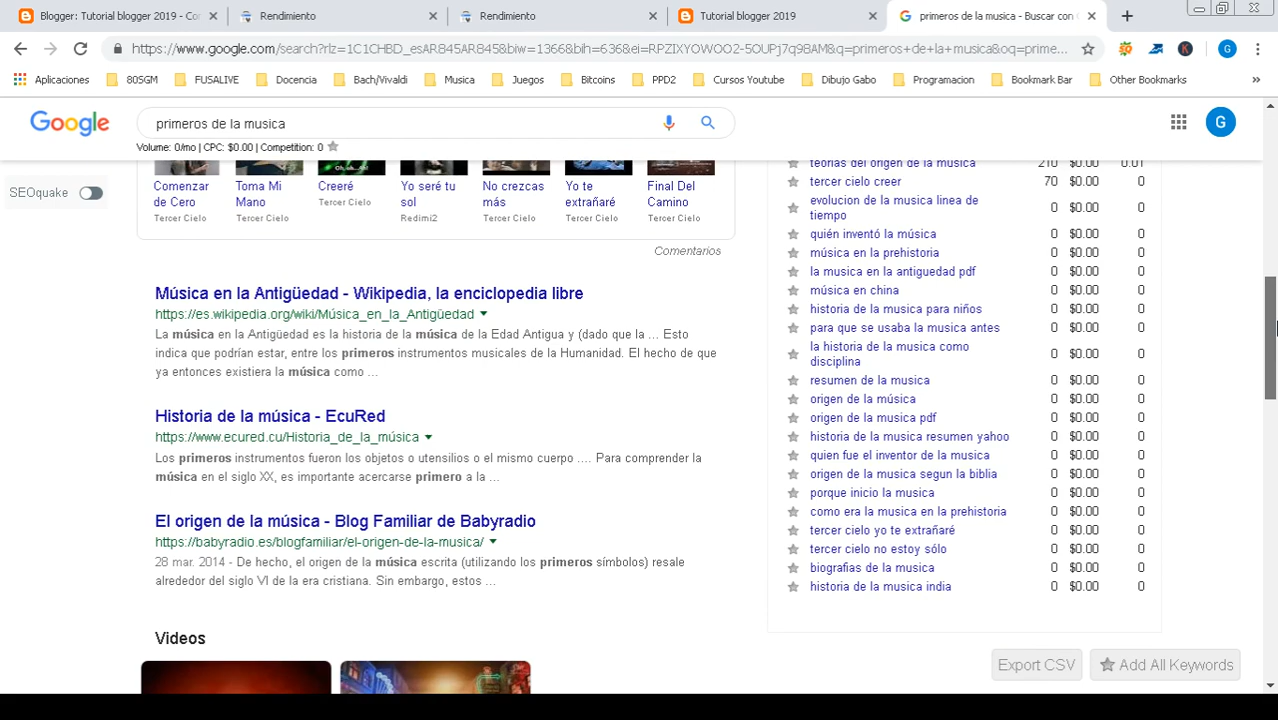 Blogger: Tutorial blogger 2019 - Co
Rendimiento
Rendimiento
Tutorial blogger 2019
primeros de la musica - Buscar con
https://www.google.com/search?rlz=1C1CHBD_esAR845AR845&biw=1366&bih=636&ei=RPZIXYOWOO2-5OUPj7q98AM&q=primeros+de+la+musica&oq=prime...
Aplicaciones
80SGM
FUSALIVE
Docencia
Bach/Vivaldi
Musica
Juegos
Bitcoins
PPD2
Cursos Youtube
Dibujo Gabo
Programacion
Bookmark Bar
Other Bookmarks
Google
primeros de la musica
G
Volume: 0/mo | CPC: $0.00 | Competition: 0
SEOquake
Comenzar de Cero
Tercer Cielo
Toma Mi Mano
Tercer Cielo
Creeré
Tercer Cielo
Yo seré tu sol
Redimi2
No crezcas más
Tercer Cielo
Yo te extrañaré
Tercer Cielo
Final Del Camino
Tercer Cielo
Comentarios
Música en la Antigüedad - Wikipedia, la enciclopedia libre
https://es.wikipedia.org/wiki/Música_en_la_Antigüedad
La música en la Antigüedad es la historia de la música de la Edad Antigua y (dado que la ... Esto
indica que podrían estar, entre los primeros instrumentos musicales de la Humanidad. El hecho de que
ya entonces existiera la música como ...
Historia de la música - EcuRed
https://www.ecured.cu/Historia_de_la_música
Los primeros instrumentos fueron los objetos o utensilios o el mismo cuerpo .... Para comprender la
música en el siglo XX, es importante acercarse primero a la ...
El origen de la música - Blog Familiar de Babyradio
https://babyradio.es/blogfamiliar/el-origen-de-la-musica/
28 mar. 2014 - De hecho, el origen de la música escrita (utilizando los primeros símbolos) resale
alrededor del siglo VI de la era cristiana. Sin embargo, estos ...
Videos
teorias del origen de la musica 210 $0.00 0.01
tercer cielo creer 70 $0.00 0
evolucion de la musica linea de
tiempo 0 $0.00 0
quién inventó la música 0 $0.00 0
música en la prehistoria 0 $0.00 0
la musica en la antiguedad pdf 0 $0.00 0
música en china 0 $0.00 0
historia de la musica para niños 0 $0.00 0
para que se usaba la musica antes 0 $0.00 0
la historia de la musica como
disciplina 0 $0.00 0
resumen de la musica 0 $0.00 0
origen de la música 0 $0.00 0
origen de la musica pdf 0 $0.00 0
historia de la musica resumen yahoo 0 $0.00 0
quien fue el inventor de la musica 0 $0.00 0
origen de la musica segun la biblia 0 $0.00 0
porque inicio la musica 0 $0.00 0
como era la musica en la prehistoria 0 $0.00 0
tercer cielo yo te extrañaré 0 $0.00 0
tercer cielo no estoy sólo 0 $0.00 0
biografias de la musica 0 $0.00 0
historia de la musica india 0 $0.00 0
Export CSV
Add All Keywords